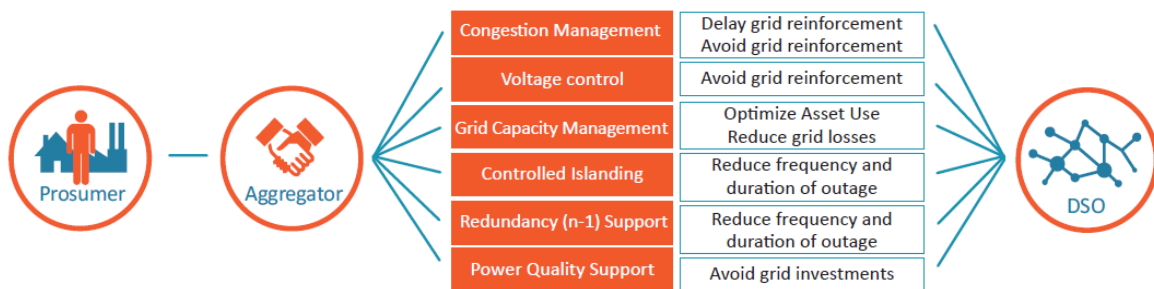 Prosumer
Aggregator
Congestion Management
Delay grid reinforcement
Avoid grid reinforcement
Voltage control
Avoid grid reinforcement
Grid Capacity Management
Optimize Asset Use
Reduce grid losses
Controlled Islanding
Reduce frequency and
duration of outage
Redundancy (n-1) Support
Reduce frequency and
duration of outage
Power Quality Support
Avoid grid investments
DSO